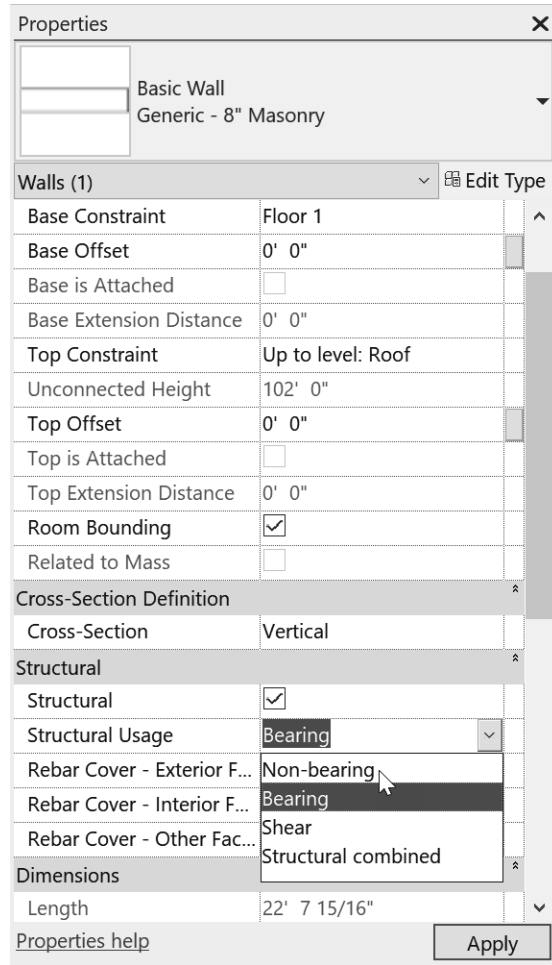 Properties
Basic Wall
Generic - 8" Masonry
Walls (1) Edit Type
Base Constraint Floor 1
Base Offset 0' 0"
Base is Attached
Base Extension Distance 0' 0"
Top Constraint Up to level: Roof
Unconnected Height 102' 0"
Top Offset 0' 0"
Top is Attached
Top Extension Distance 0' 0"
Room Bounding
Related to Mass
Cross-Section Definition
Cross-Section Vertical
Structural
Structural
Structural Usage Bearing
Rebar Cover - Exterior F... Non-bearing
Rebar Cover - Interior F... Bearing
Rebar Cover - Other Fac... Shear
Structural combined
Dimensions
Length 22' 7 15/16"
Properties help Apply